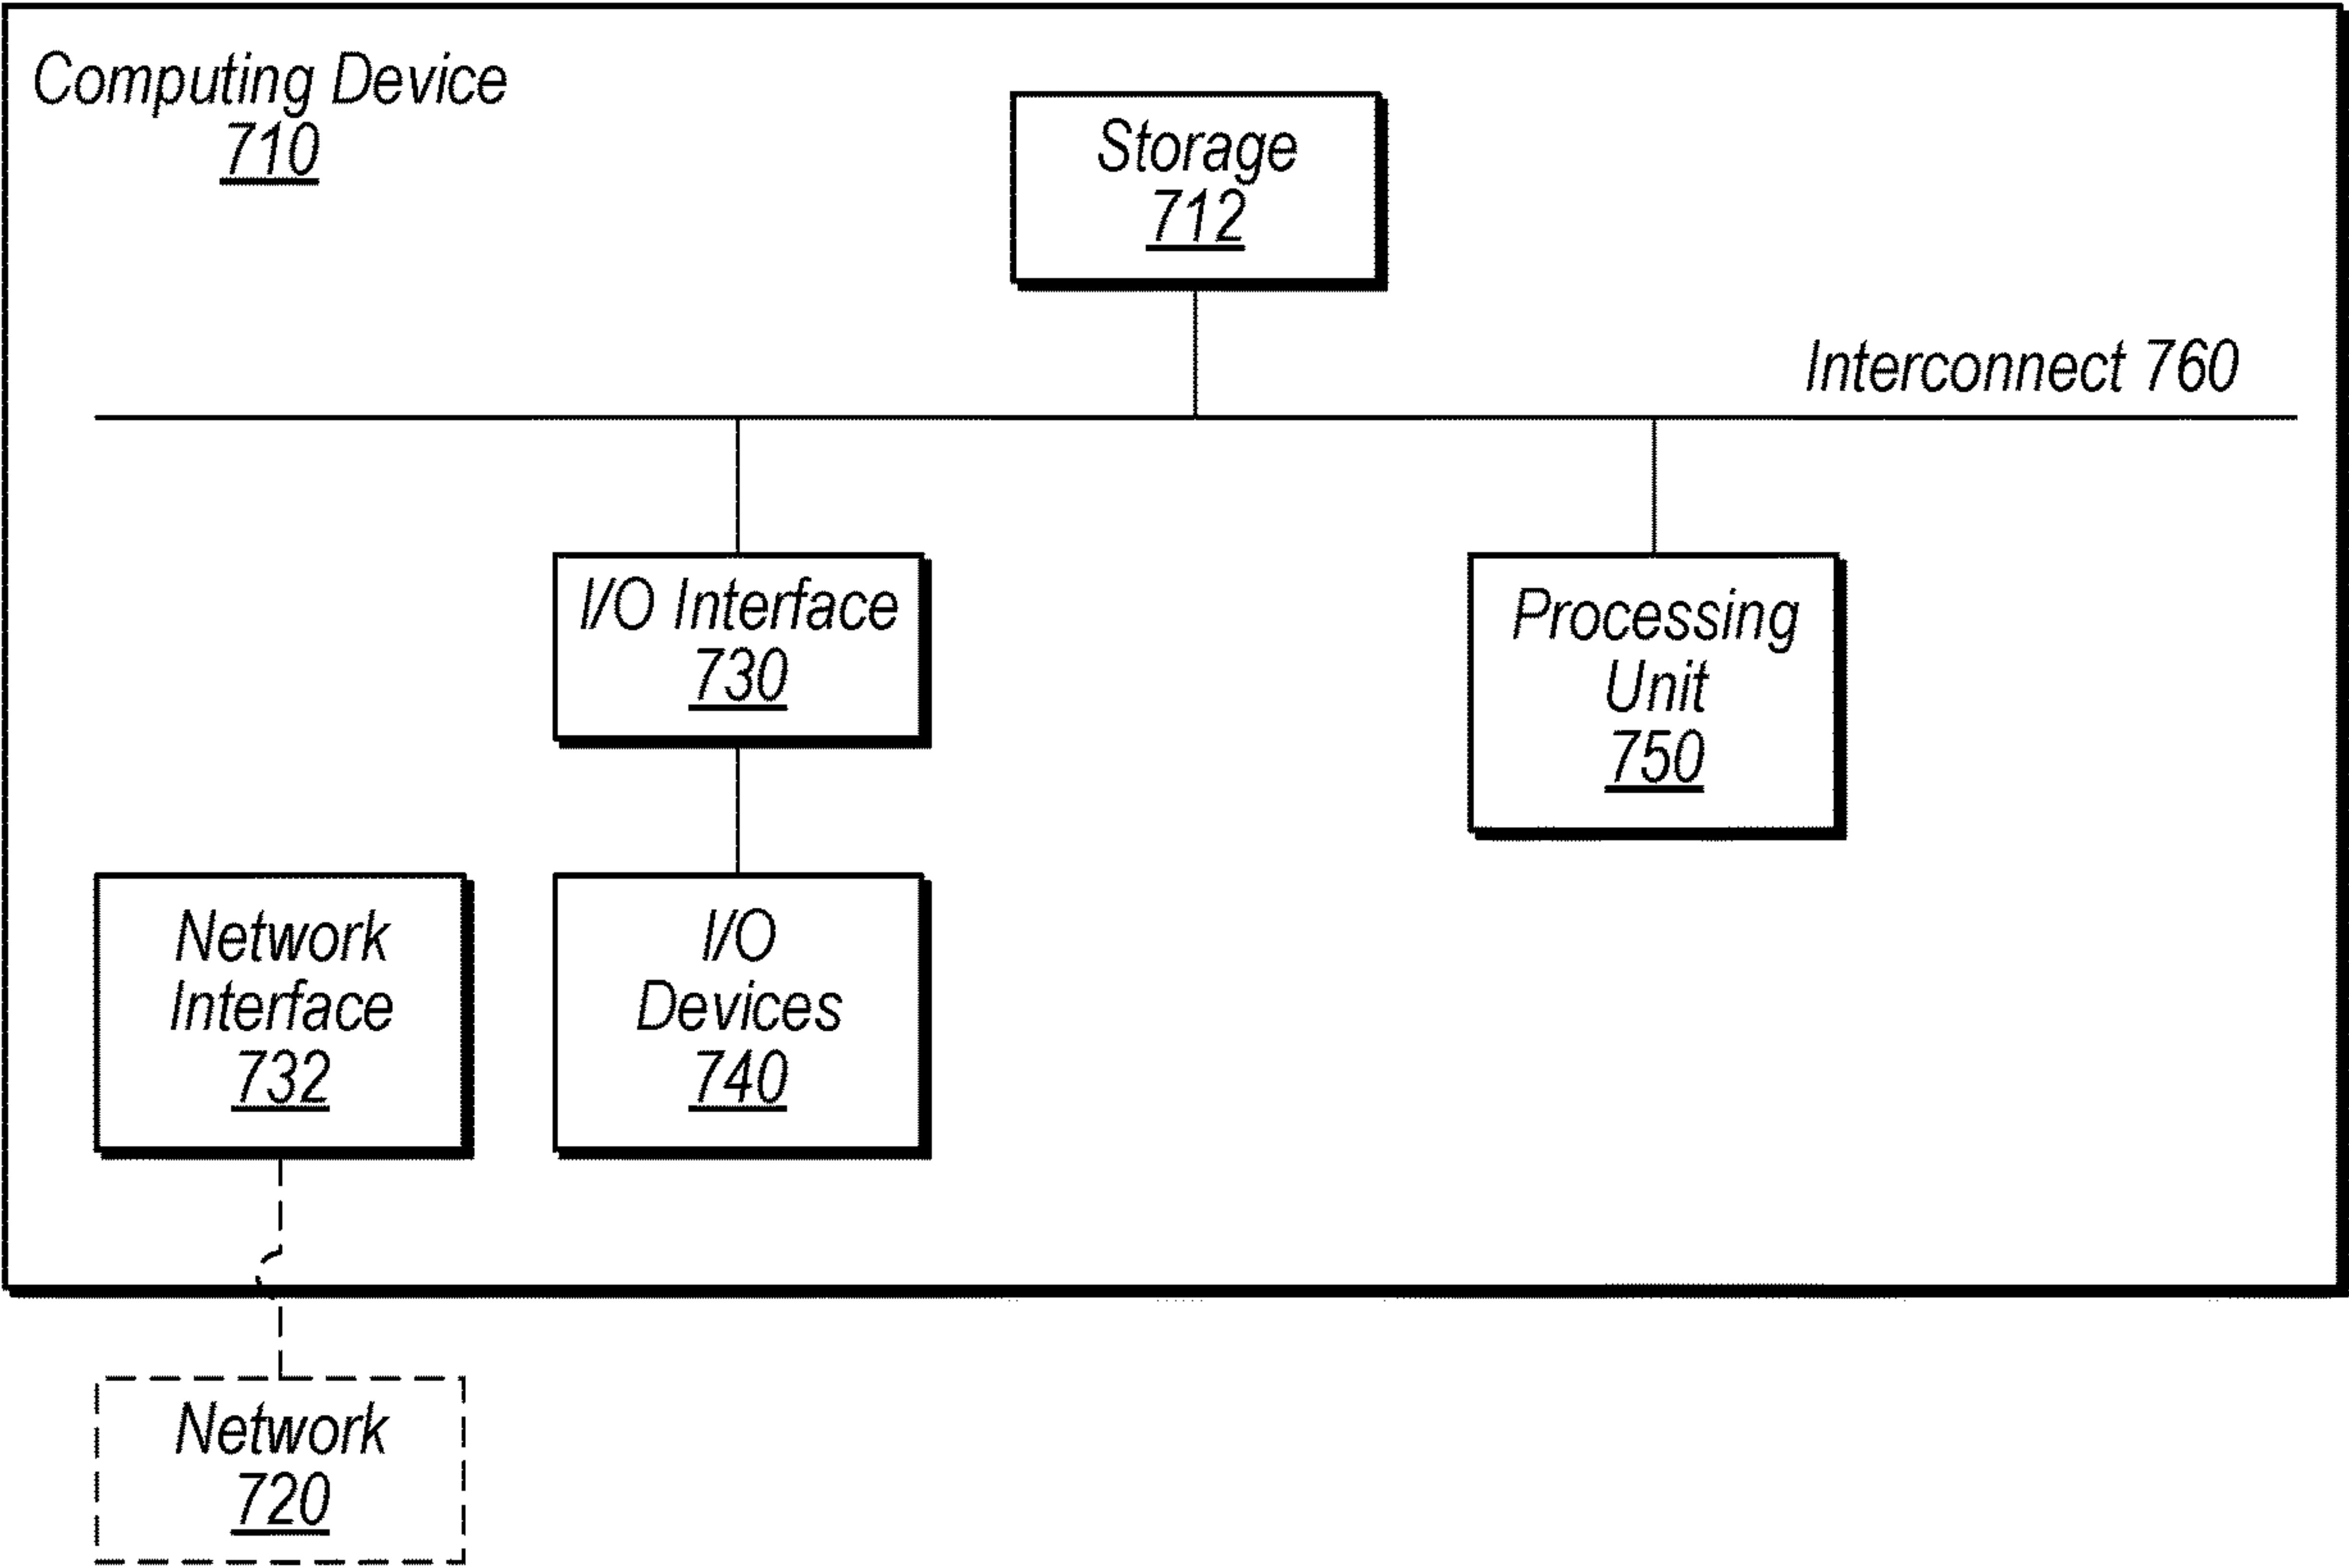 Computing Device
710
Storage
712
Interconnect 760
I/O Interface
730
Processing
Unit
750
Network
Interface
732
I/O
Devices
740
Network
720